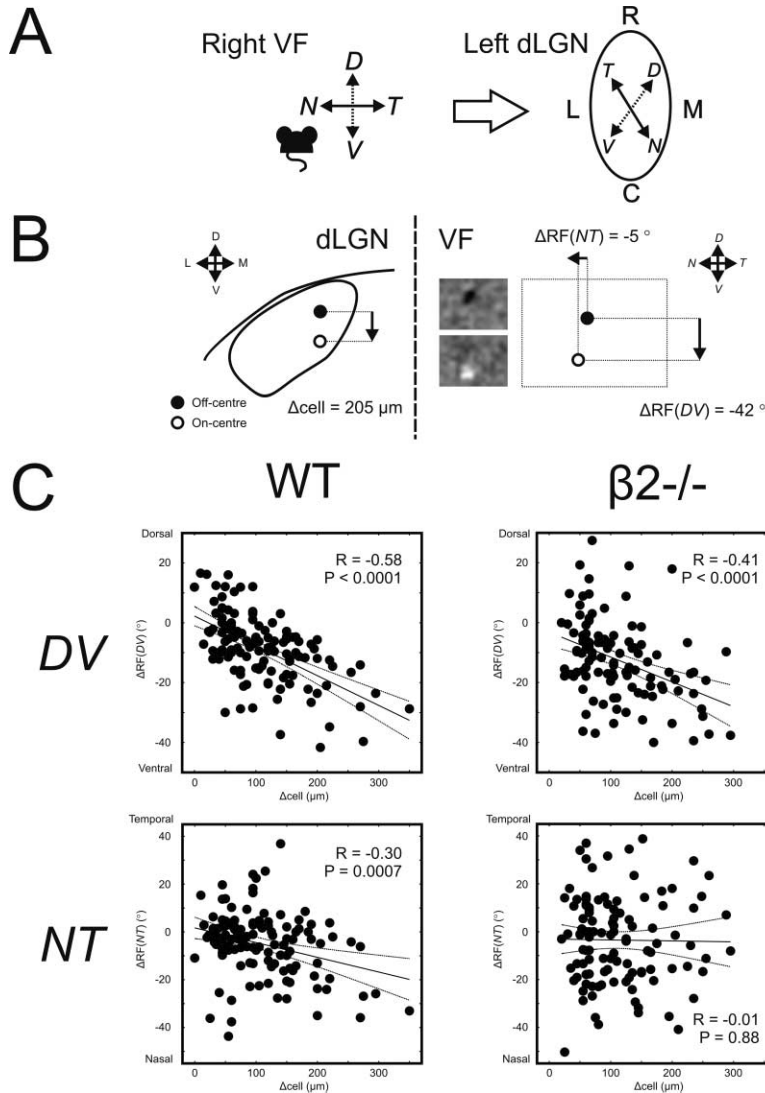 A
Right VF
D
N T
V
Left dLGN
R
T D
L M
V N
C
B
D
L M
V
dLGN
Off-centre
On-centre
Δcell = 205 µm
VF
ΔRF(NT) = -5 °
D
N T
V
ΔRF(DV) = -42 °
C
WT
β2-/-
DV
Dorsal
20
0
-20
-40
Ventral
ΔRF(DV) (°)
R = -0.58
P < 0.0001
0 100 200 300
Δcell (µm)
Dorsal
20
0
-20
-40
Ventral
ΔRF(DV) (°)
R = -0.41
P < 0.0001
0 100 200 300
Δcell (µm)
NT
Temporal
40
20
0
-20
-40
Nasal
ΔRF(NT) (°)
R = -0.30
P = 0.0007
0 100 200 300
Δcell (µm)
Temporal
40
20
0
-20
-40
Nasal
ΔRF(NT) (°)
R = -0.01
P = 0.88
0 100 200 300
Δcell (µm)